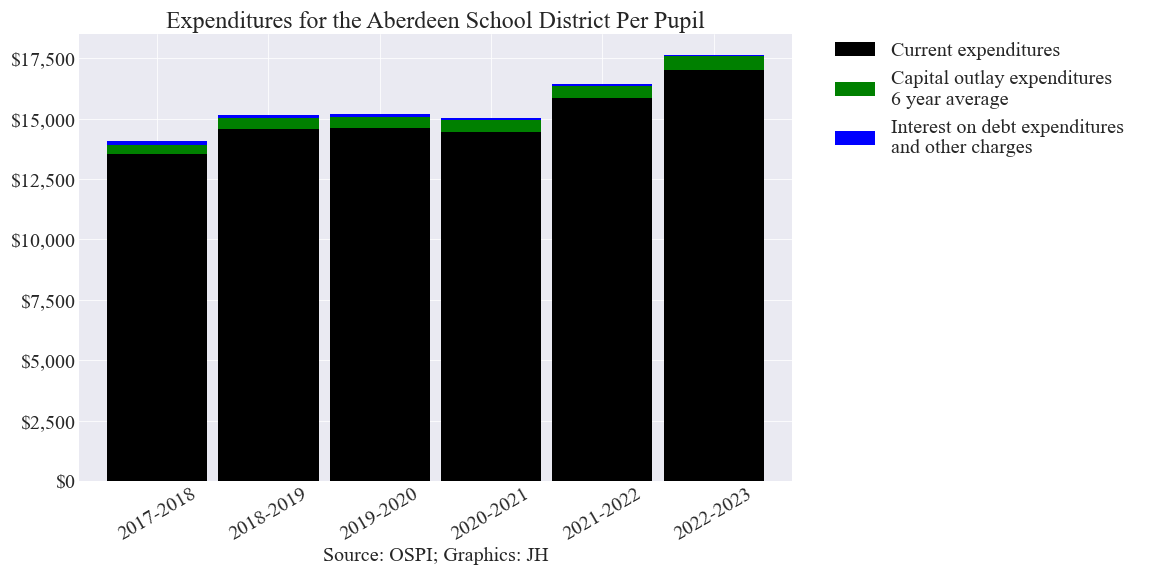 Expenditures for the Aberdeen School District Per Pupil
$17,500
$15,000
$12,500
$10,000
$7,500
$5,000
$2,500
$0
2017-2018
2018-2019
2019-2020
2020-2021
2021-2022
2022-2023
Source: OSPI; Graphics: JH
Current expenditures
Capital outlay expenditures
6 year average
Interest on debt expenditures
and other charges